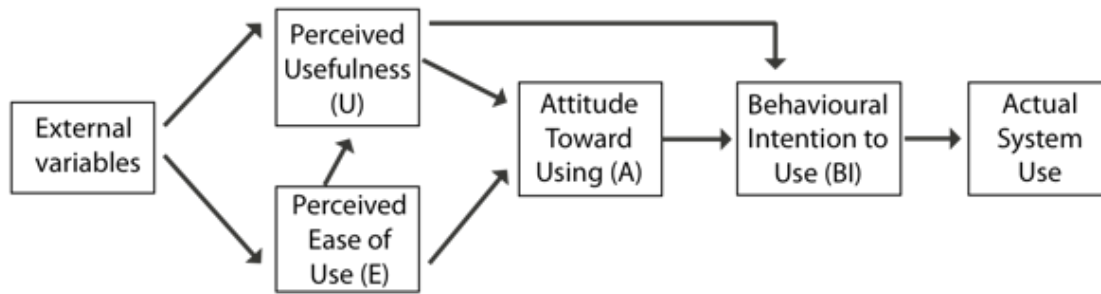 External
variables
Perceived
Usefulness
(U)
Perceived
Ease of
Use (E)
Attitude
Toward
Using (A)
Behavioural
Intention to
Use (BI)
Actual
System
Use